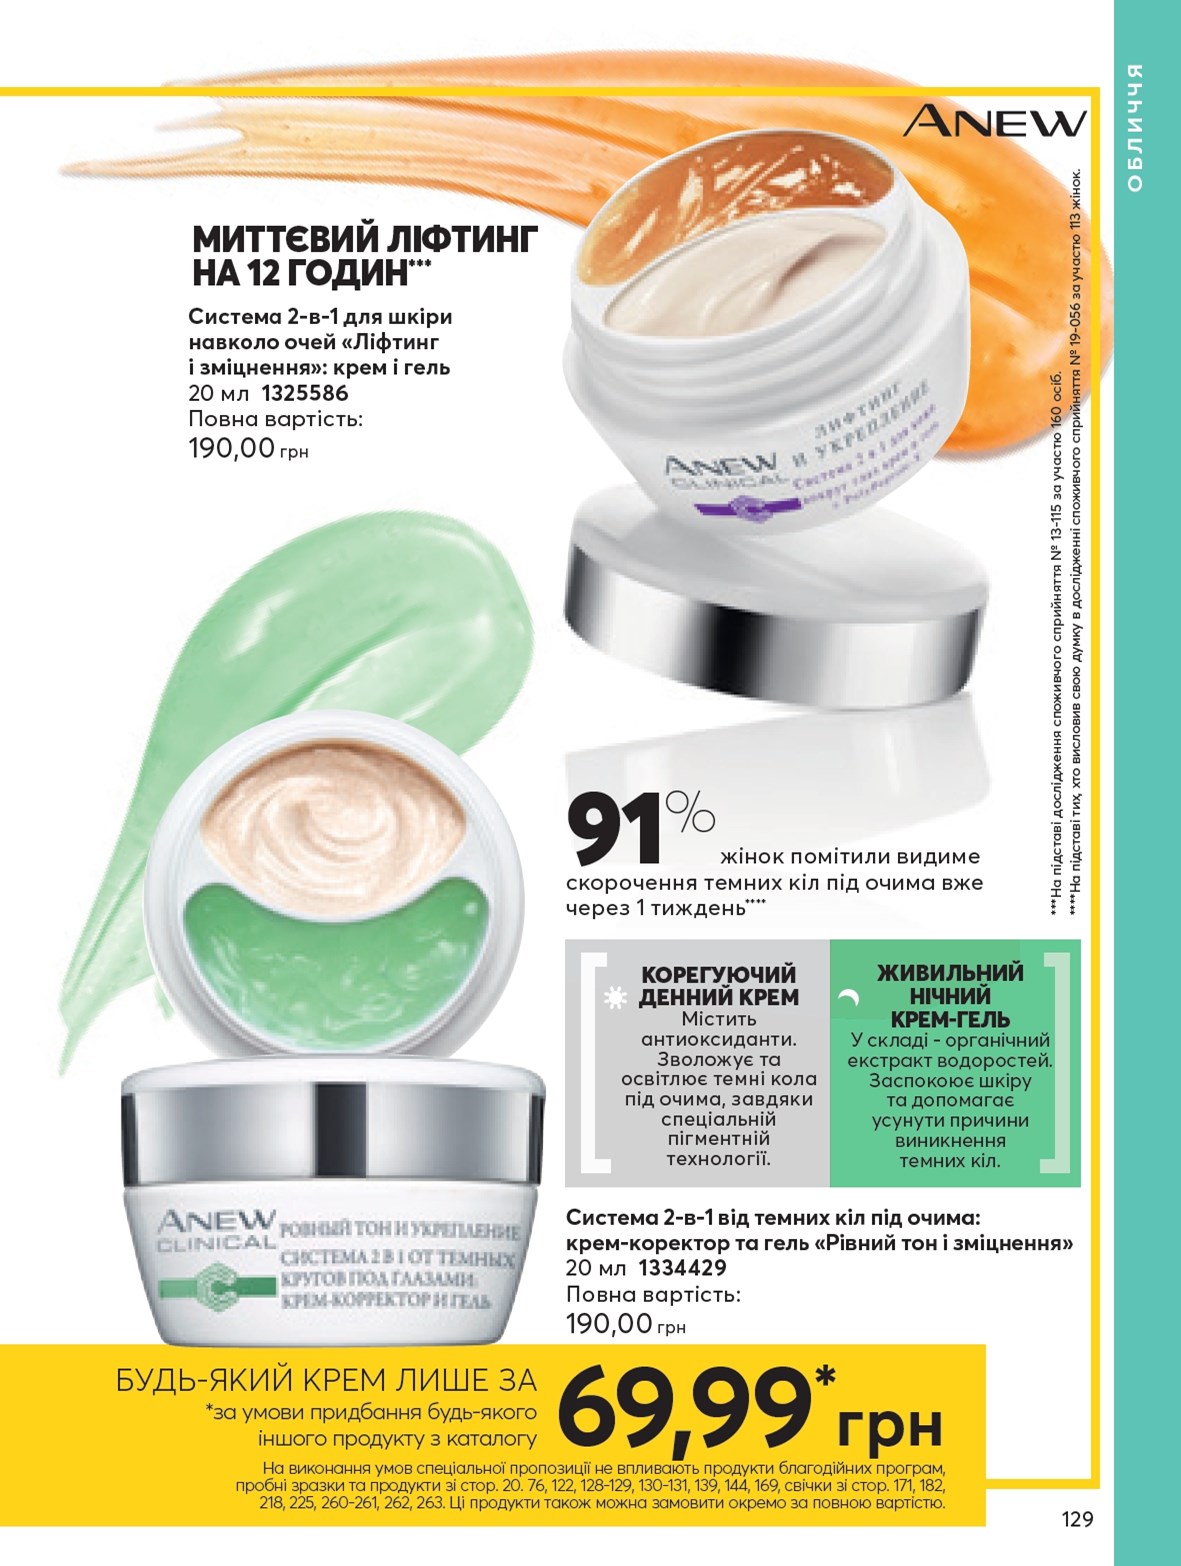 ОБЛИЧЧЯ
ANEW
МИТТЄВИЙ ЛІФТИНГ
НА 12 ГОДИН***
Система 2-в-1 для шкіри
навколо очей «Ліфтинг
і зміцнення»: крем і гель
20 мл 1325586
Повна вартість:
190,00 грн
ЛИФТИНГ
И УКРЕПЛЕНИЕ
Система 2 в 1 для кожи
вокруг глаз крем и гель
ANEW
CLINICAL
***На підставі дослідження споживчого сприйняття № 13-115 за участю 160 осіб.
****На підставі тих, хто висловив свою думку в дослідженні споживчого сприйняття № 19-056 за участю 113 жінок.
91%
жінок помітили видиме
скорочення темних кіл під очима вже
через 1 тиждень****
КОРЕГУЮЧИЙ
ДЕННИЙ КРЕМ
Містить
антиоксиданти.
Зволожує та
освітлює темні кола
під очима, завдяки
спеціальній
пігментній
технології.
ЖИВИЛЬНИЙ
НІЧНИЙ
КРЕМ-ГЕЛЬ
У складі - органічний
екстракт водоростей.
Заспокоює шкіру
та допомагає
усунути причини
виникнення
темних кіл.
ANEW
CLINICAL
РОВНЫЙ ТОН И УКРЕПЛЕНИЕ
СИСТЕМА 2 В 1 ОТ ТЕМНЫХ
КРУГОВ ПОД ГЛАЗАМИ:
КРЕМ-КОРРЕКТОР И ГЕЛЬ
Система 2-в-1 від темних кіл під очима:
крем-коректор та гель «Рівний тон і зміцнення»
20 мл 1334429
Повна вартість:
190,00 грн
БУДЬ-ЯКИЙ КРЕМ ЛИШЕ ЗА
69,99* грн
*за умови придбання будь-якого
іншого продукту з каталогу
На виконання умов спеціальної пропозиції не впливають продукти благодійних програм,
пробні зразки та продукти зі стор. 20. 76, 122, 128-129, 130-131, 139, 144, 169, свічки зі стор. 171, 182,
218, 225, 260-261, 262, 263. Ці продукти також можна замовити окремо за повною вартістю.
129